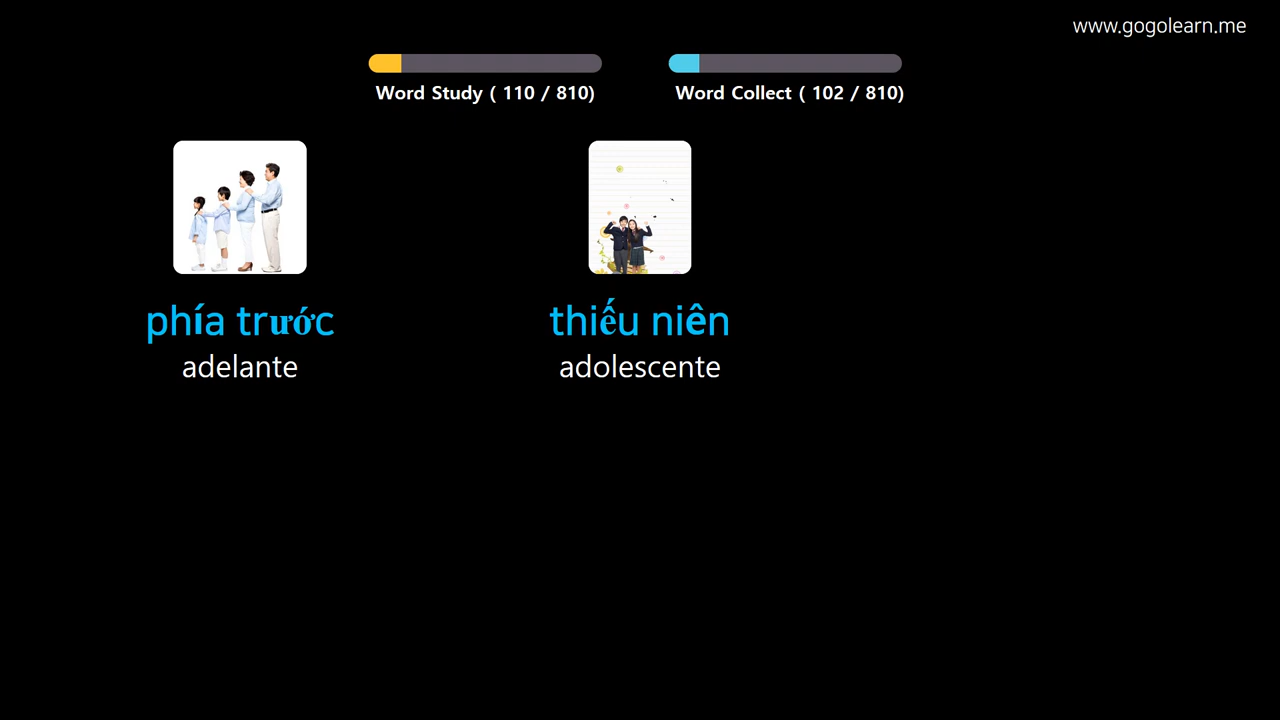 www.gogolearn.me
Word Study ( 110 / 810)
Word Collect ( 102 / 810)
phía trước
thiếu niên
adelante
adolescente